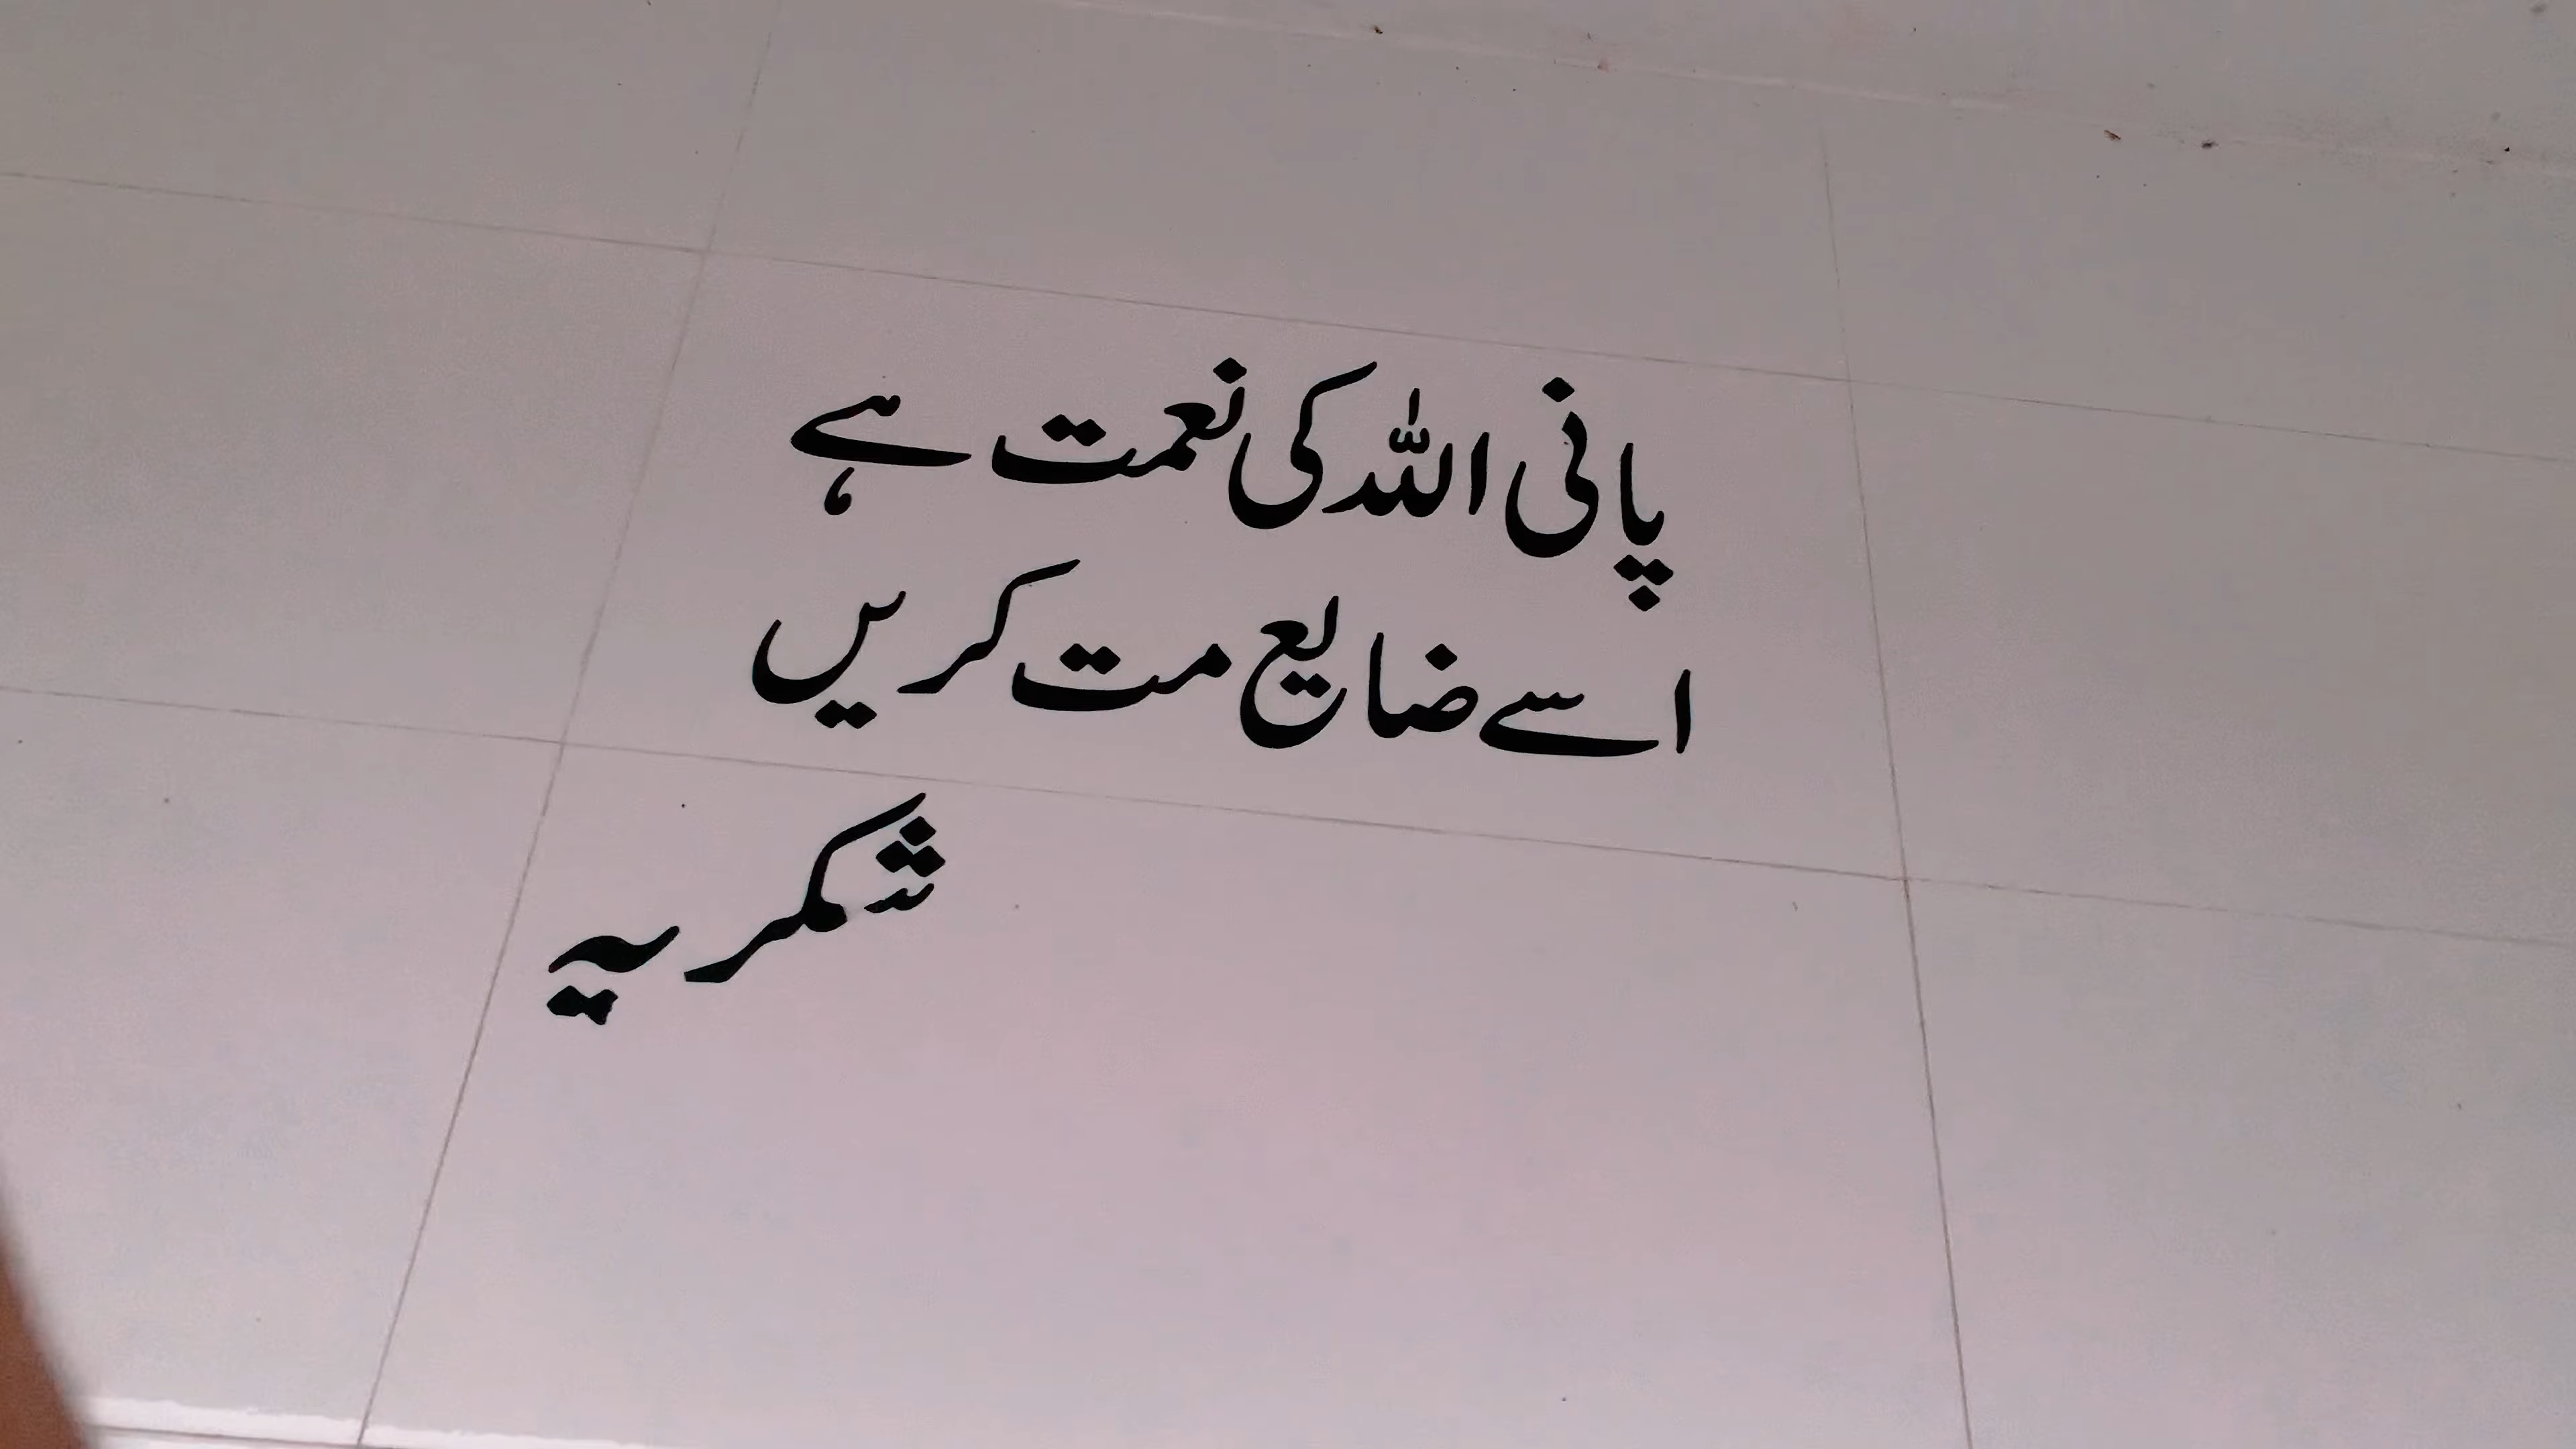 پانی اللہ کی نعمت ہے
اسے ضایع مت کریں
شکریہ